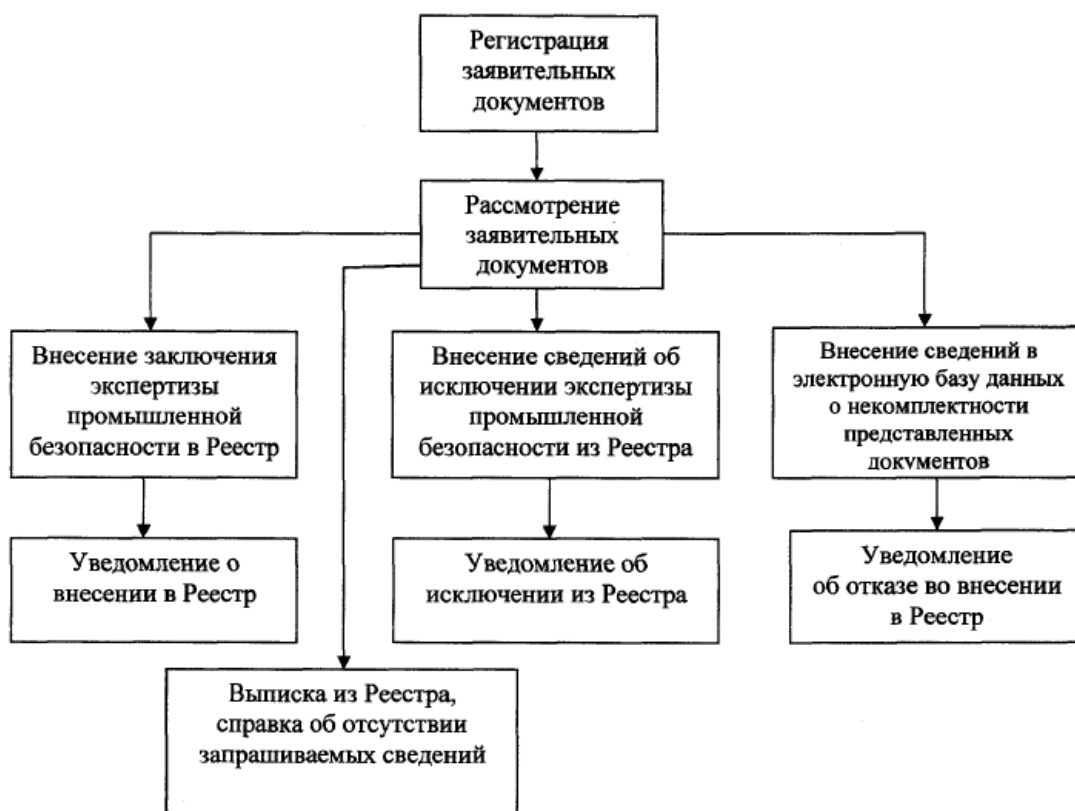 Регистрация
заявительных
документов
Рассмотрение
заявительных
документов
Внесение заключения
экспертизы
промышленной
безопасности в Реестр
Внесение сведений об
исключении экспертизы
промышленной
безопасности из Реестра
Внесение сведений в
электронную базу данных
о некомплектности
представленных
документов
Уведомление о
внесении в Реестр
Уведомление об
исключении из Реестра
Уведомление
об отказе во внесении
в Реестр
Выписка из Реестра,
справка об отсутствии
запрашиваемых сведений